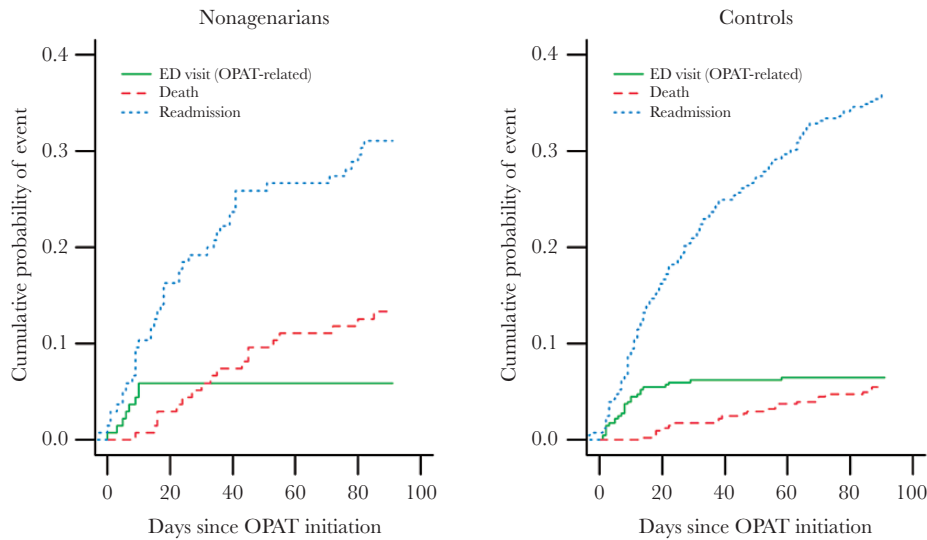 Nonagenarians
0.4
ED visit (OPAT-related)
Death
Readmission
0.3
0.2
0.1
0.0
Cumulative probability of event
0 20 40 60 80 100
Days since OPAT initiation
Controls
0.4
ED visit (OPAT-related)
Death
Readmission
0.3
0.2
0.1
0.0
Cumulative probability of event
0 20 40 60 80 100
Days since OPAT initiation